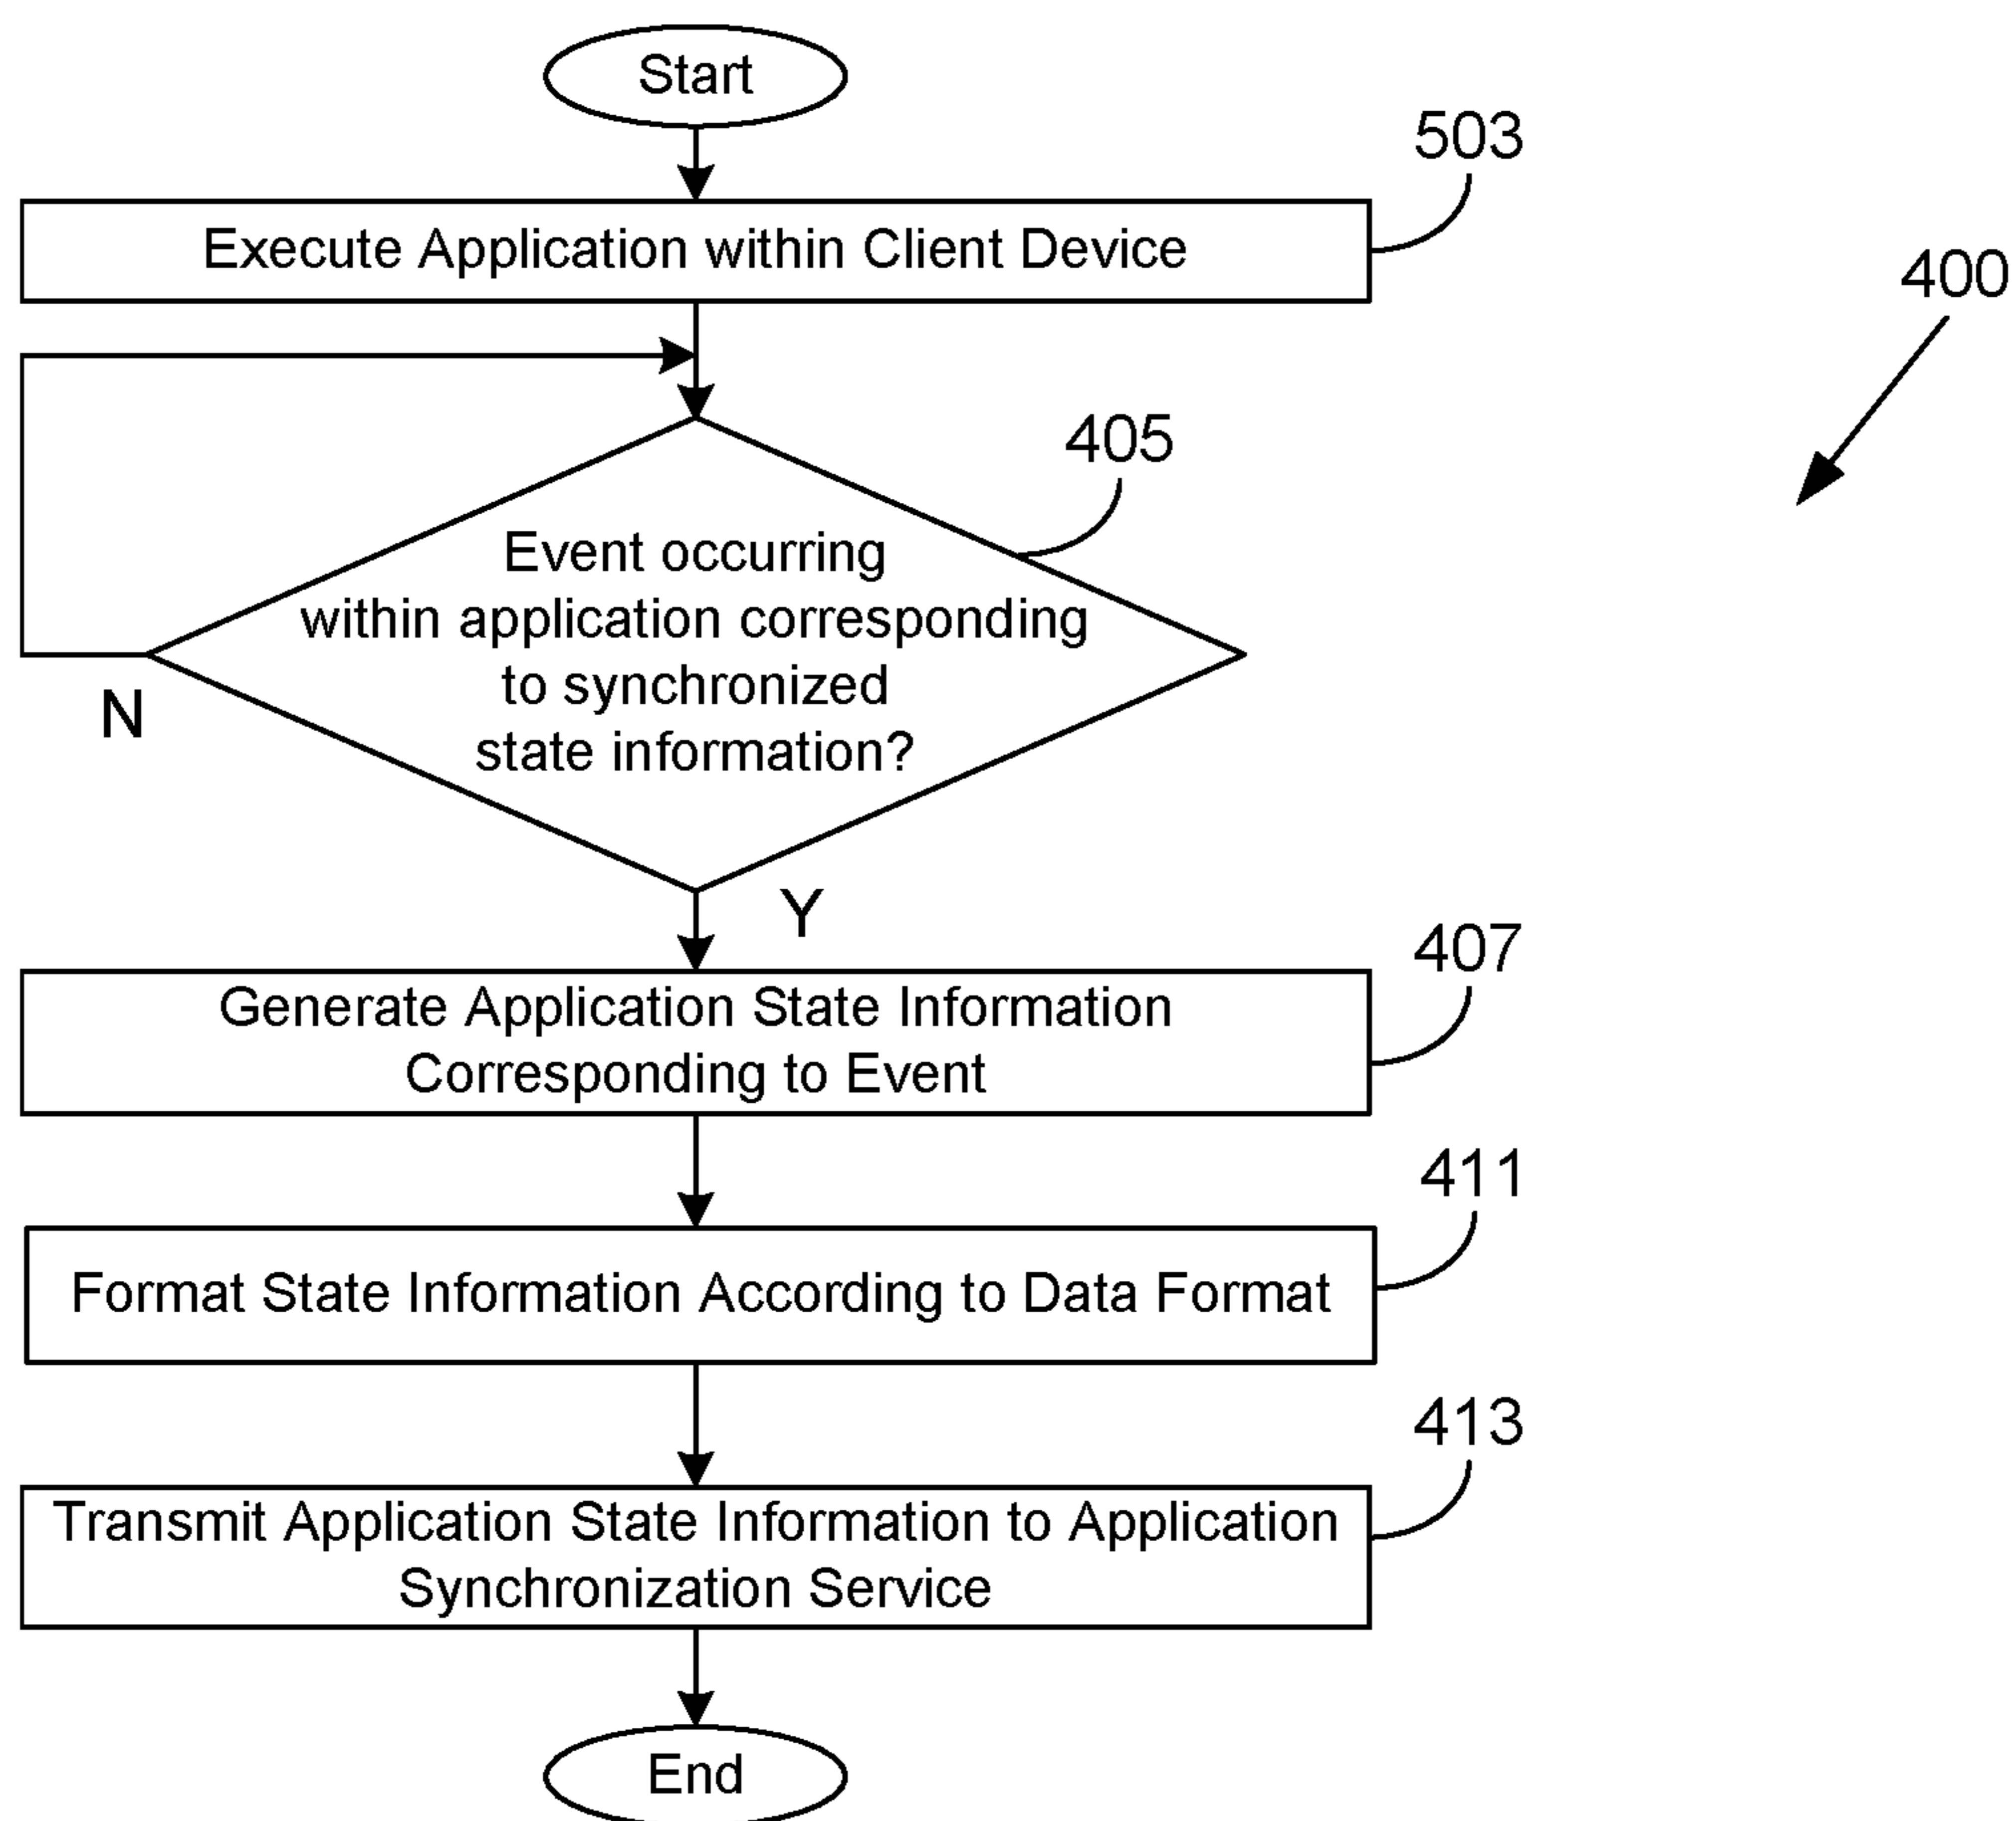 Start
503
Execute Application within Client Device
400
405
Event occurring
within application corresponding
to synchronized
state information?
N
Y
407
Generate Application State Information
Corresponding to Event
411
Format State Information According to Data Format
413
Transmit Application State Information to Application
Synchronization Service
End